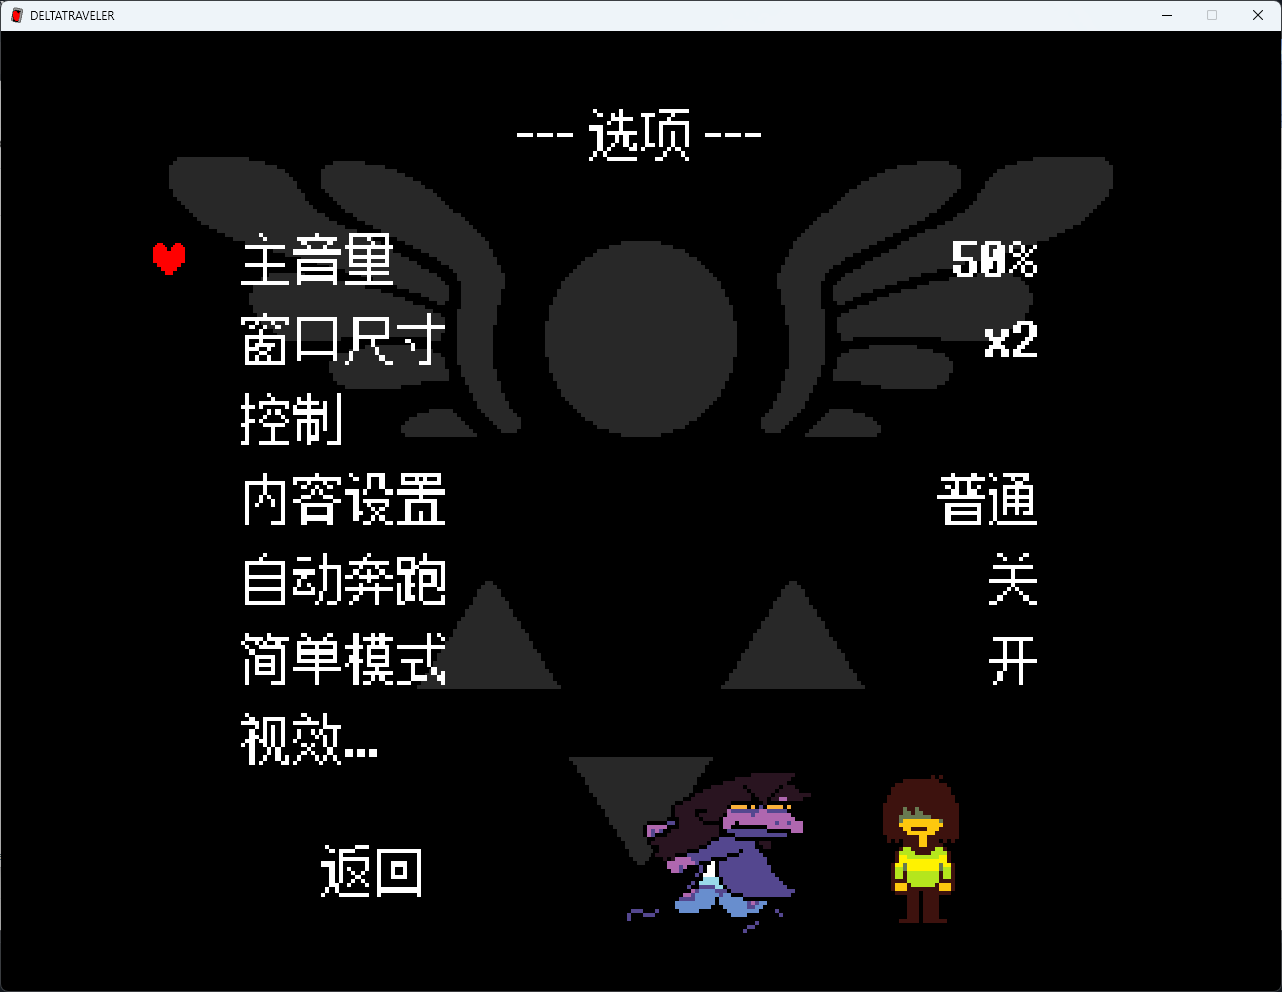 DELTATRAVELER
--- 选项 ---
主音量 50%
窗口尺寸 x2
控制
内容设置 普通
自动奔跑 关
简单模式 开
视效...
返回